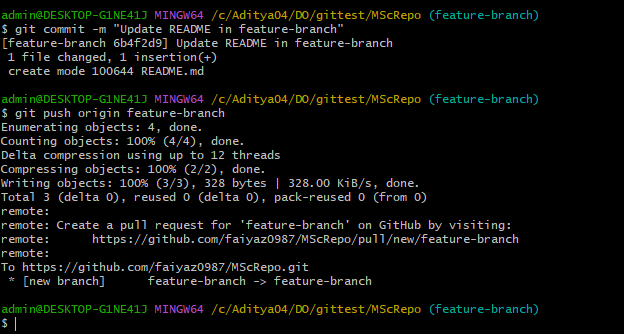 admin@DESKTOP-G1NE41J MINGW64 /c/Aditya04/DO/gittest/MScRepo (feature-branch)
$ git commit -m "Update README in feature-branch"
[feature-branch 6b4f2d9] Update README in feature-branch
 1 file changed, 1 insertion(+)
 create mode 100644 README.md

admin@DESKTOP-G1NE41J MINGW64 /c/Aditya04/DO/gittest/MScRepo (feature-branch)
$ git push origin feature-branch
Enumerating objects: 4, done.
Counting objects: 100% (4/4), done.
Delta compression using up to 12 threads
Compressing objects: 100% (2/2), done.
Writing objects: 100% (3/3), 328 bytes | 328.00 KiB/s, done.
Total 3 (delta 0), reused 0 (delta 0), pack-reused 0 (from 0)
remote:
remote: Create a pull request for 'feature-branch' on GitHub by visiting:
remote:      https://github.com/faiyaz0987/MScRepo/pull/new/feature-branch
remote:
To https://github.com/faiyaz0987/MScRepo.git
 * [new branch]      feature-branch -> feature-branch

admin@DESKTOP-G1NE41J MINGW64 /c/Aditya04/DO/gittest/MScRepo (feature-branch)
$